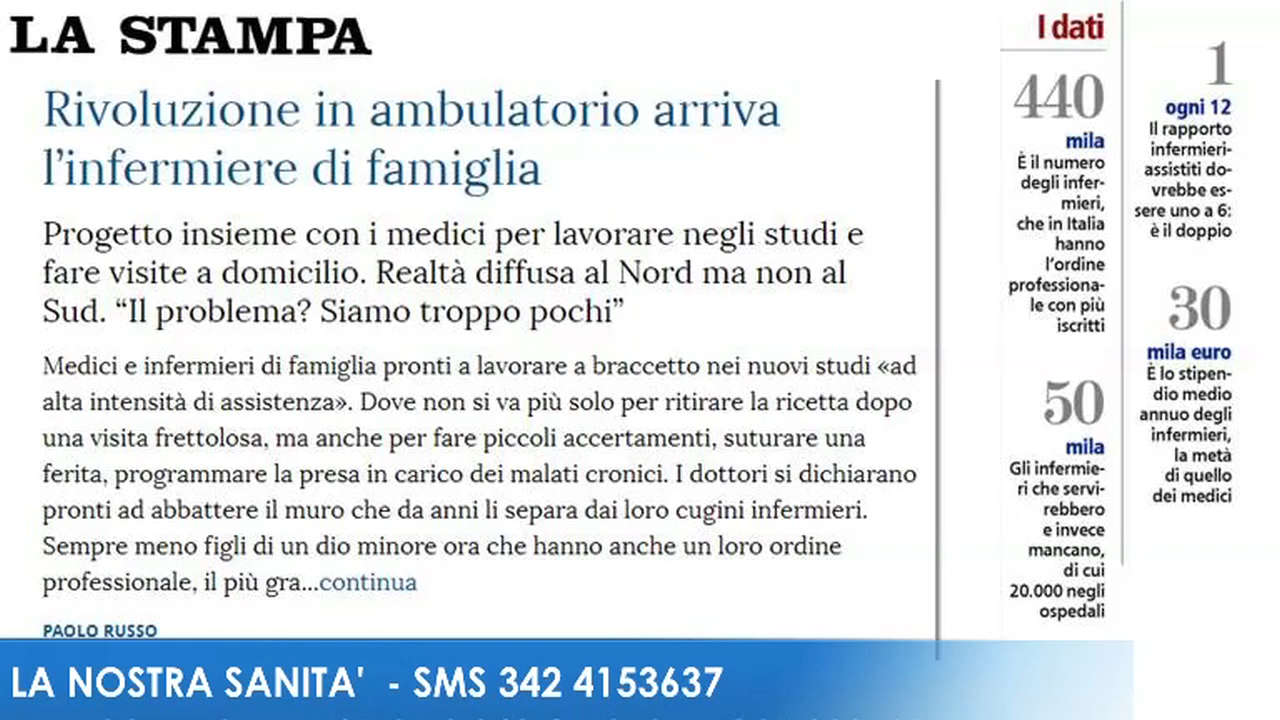 LA STAMPA
Rivoluzione in ambulatorio arriva
l'infermiere di famiglia
Progetto insieme con i medici per lavorare negli studi e
fare visite a domicilio. Realtà diffusa al Nord ma non al
Sud. “Il problema? Siamo troppo pochi”
Medici e infermieri di famiglia pronti a lavorare a braccetto nei nuovi studi «ad
alta intensità di assistenza». Dove non si va più solo per ritirare la ricetta dopo
una visita frettolosa, ma anche per fare piccoli accertamenti, suturare una
ferita, programmare la presa in carico dei malati cronici. I dottori si dichiarano
pronti ad abbattere il muro che da anni li separa dai loro cugini infermieri.
Sempre meno figli di un dio minore ora che hanno anche un loro ordine
professionale, il più gra...continua
PAOLO RUSSO
I dati
440
mila
È il numero
degli infer-
mieri,
che in Italia
hanno
l'ordine
professiona-
le con più
iscritti
50
mila
Gli infermie-
ri che servi-
rebbero
e invece
mancano,
di cui
20.000 negli
ospedali
1
ogni 12
Il rapporto
infermieri-
assistiti do-
vrebbe es-
sere uno a 6:
è il doppio
30
mila euro
È lo stipen-
dio medio
annuo degli
infermieri,
la metà
di quello
dei medici
LA NOSTRA SANITA' - SMS 342 4153637